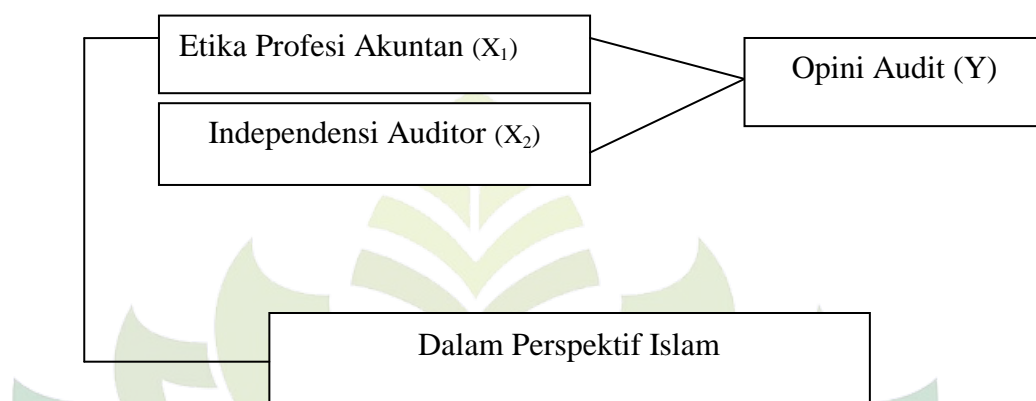 Etika Profesi Akuntan (X₁)
Opini Audit (Y)
Independensi Auditor (X₂)
Dalam Perspektif Islam